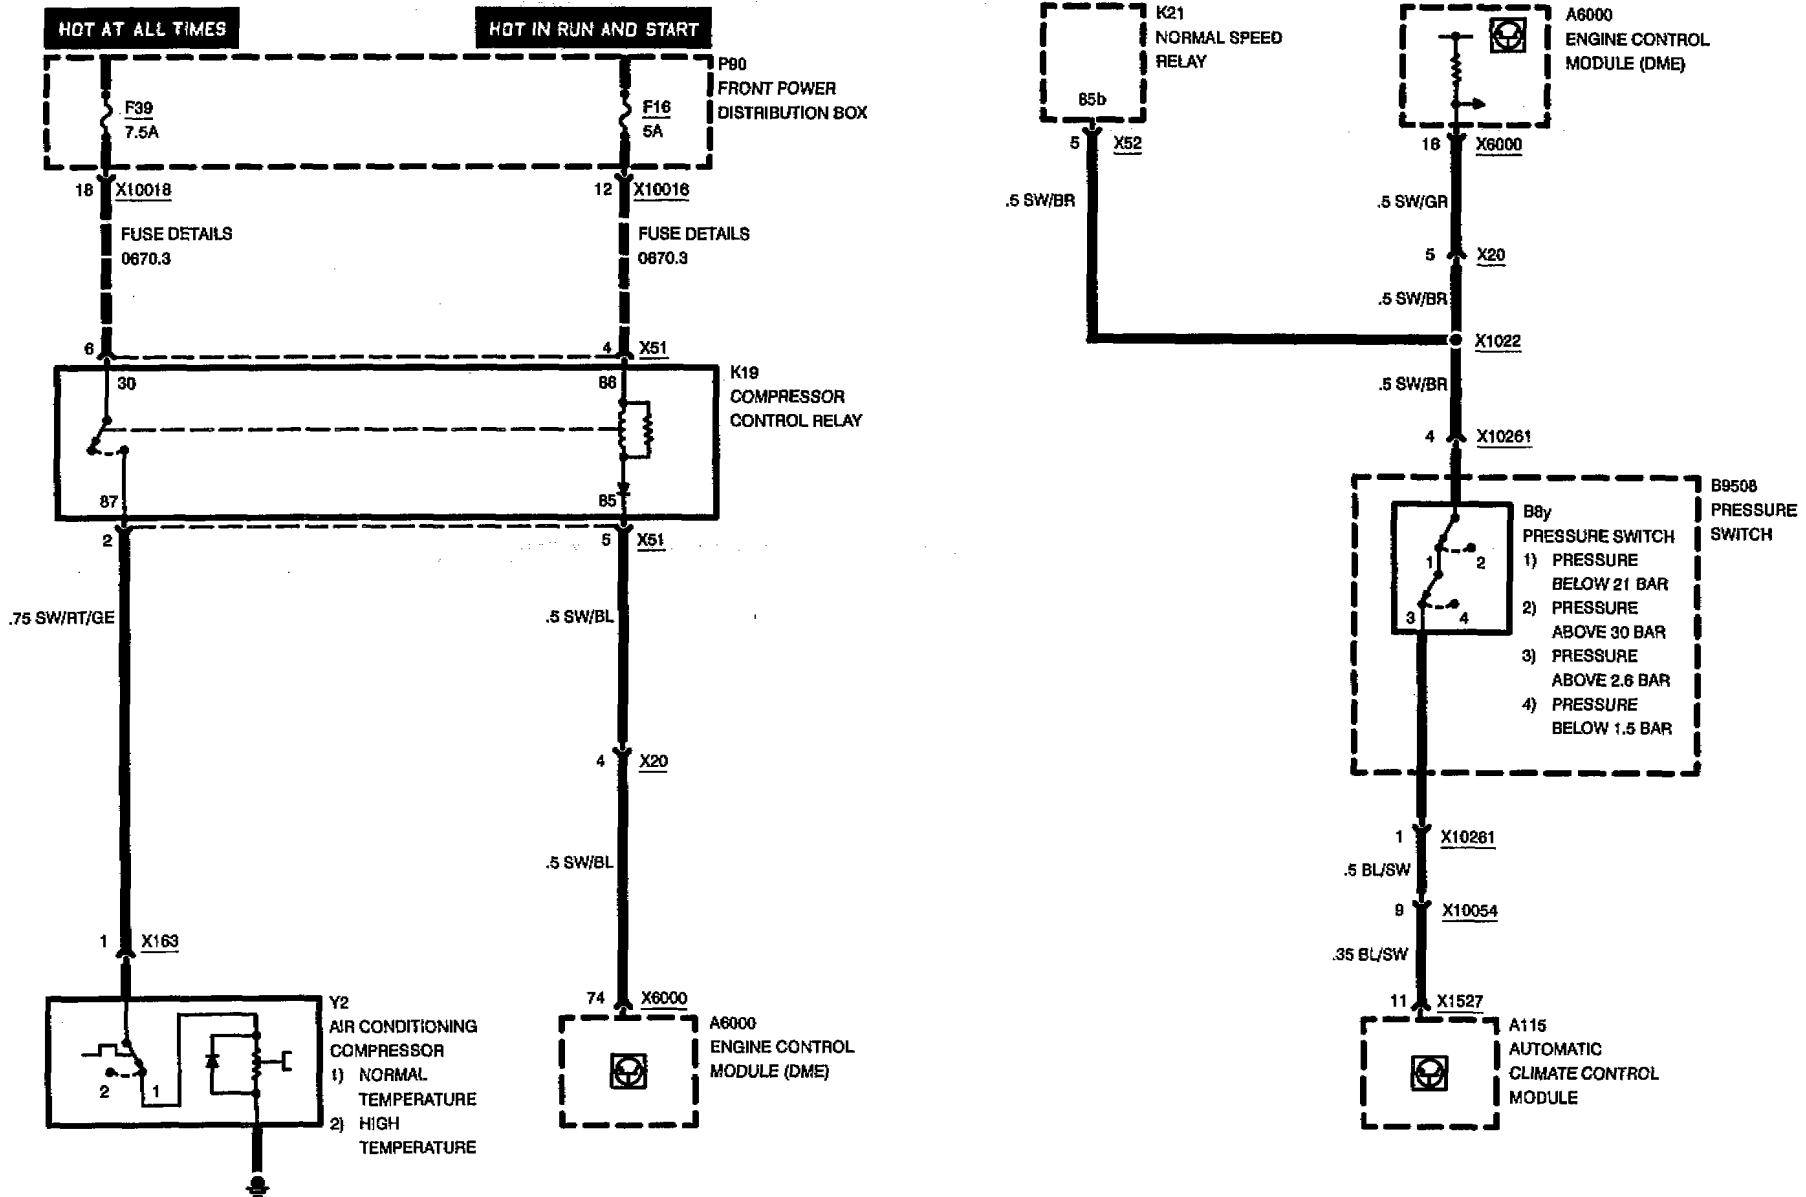 HOT AT ALL TIMES
HOT IN RUN AND START
P90
FRONT POWER
DISTRIBUTION BOX
F39
7.5A
F16
5A
18 X10018
12 X10016
FUSE DETAILS
0670.3
FUSE DETAILS
0670.3
6
4 X51
30
86
K19
COMPRESSOR
CONTROL RELAY
87
85
2
5 X51
.75 SW/RT/GE
.5 SW/BL
4 X20
.5 SW/BL
1 X163
74 X6000
Y2
AIR CONDITIONING
COMPRESSOR
1) NORMAL
TEMPERATURE
2) HIGH
TEMPERATURE
2 1
A6000
ENGINE CONTROL
MODULE (DME)
K21
NORMAL SPEED
RELAY
85b
5 X52
.5 SW/BR
A6000
ENGINE CONTROL
MODULE (DME)
18 X6000
.5 SW/GR
5 X20
.5 SW/BR
X1022
.5 SW/BR
4 X10261
B9508
PRESSURE
SWITCH
B8y
PRESSURE SWITCH
1) PRESSURE
BELOW 21 BAR
2) PRESSURE
ABOVE 30 BAR
3) PRESSURE
ABOVE 2.6 BAR
4) PRESSURE
BELOW 1.5 BAR
1 2
3 4
1 X10261
.5 BL/SW
9 X10054
.35 BL/SW
11 X1527
A115
AUTOMATIC
CLIMATE CONTROL
MODULE